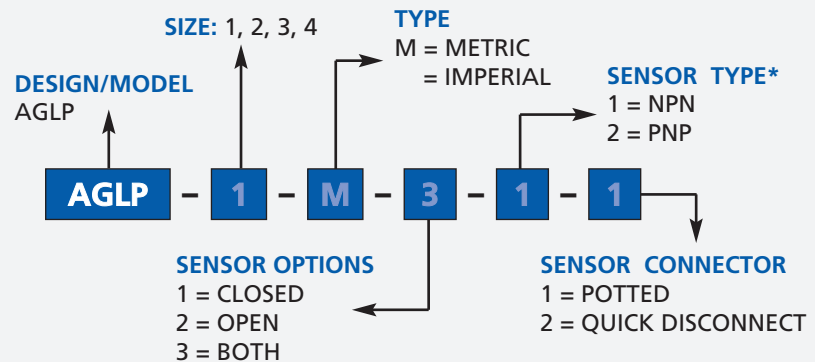 SIZE: 1, 2, 3, 4
TYPE
M = METRIC
= IMPERIAL
DESIGN/MODEL
AGLP
SENSOR TYPE*
1 = NPN
2 = PNP
AGLP - 1 - M - 3 - 1 - 1
SENSOR OPTIONS
1 = CLOSED
2 = OPEN
3 = BOTH
SENSOR CONNECTOR
1 = POTTED
2 = QUICK DISCONNECT